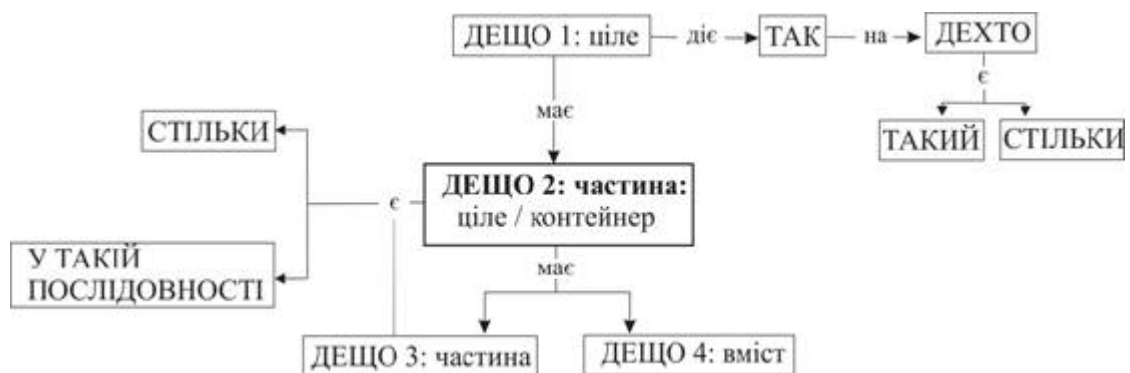 ДЕЩО 1: ціле діє ТАК на ДЕХТО
є
має
СТІЛЬКИ
ТАКИЙ СТІЛЬКИ
ДЕЩО 2: частина:
є
ціле / контейнер
У ТАКІЙ
ПОСЛІДОВНОСТІ
має
ДЕЩО 3: частина ДЕЩО 4: вміст